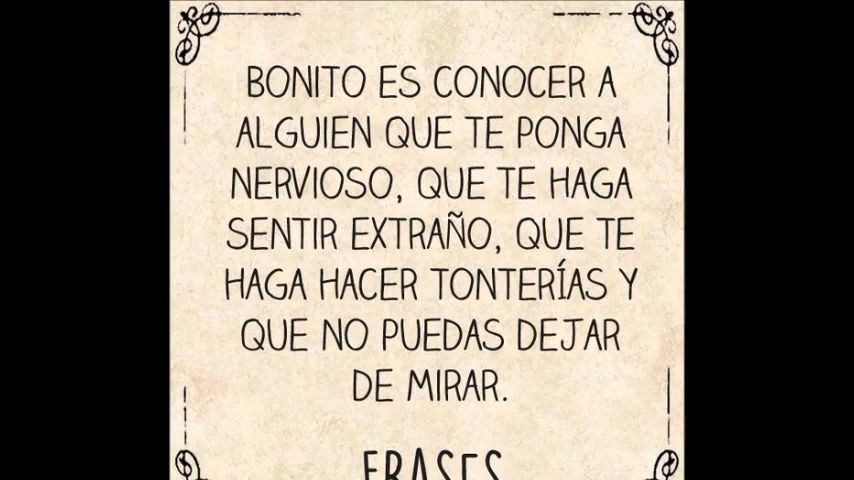 BONITO ES CONOCER A
ALGUIEN QUE TE PONGA
NERVIOSO, QUE TE HAGA
SENTIR EXTRAÑO, QUE TE
HAGA HACER TONTERÍAS Y
QUE NO PUEDAS DEJAR
DE MIRAR.
FRASES